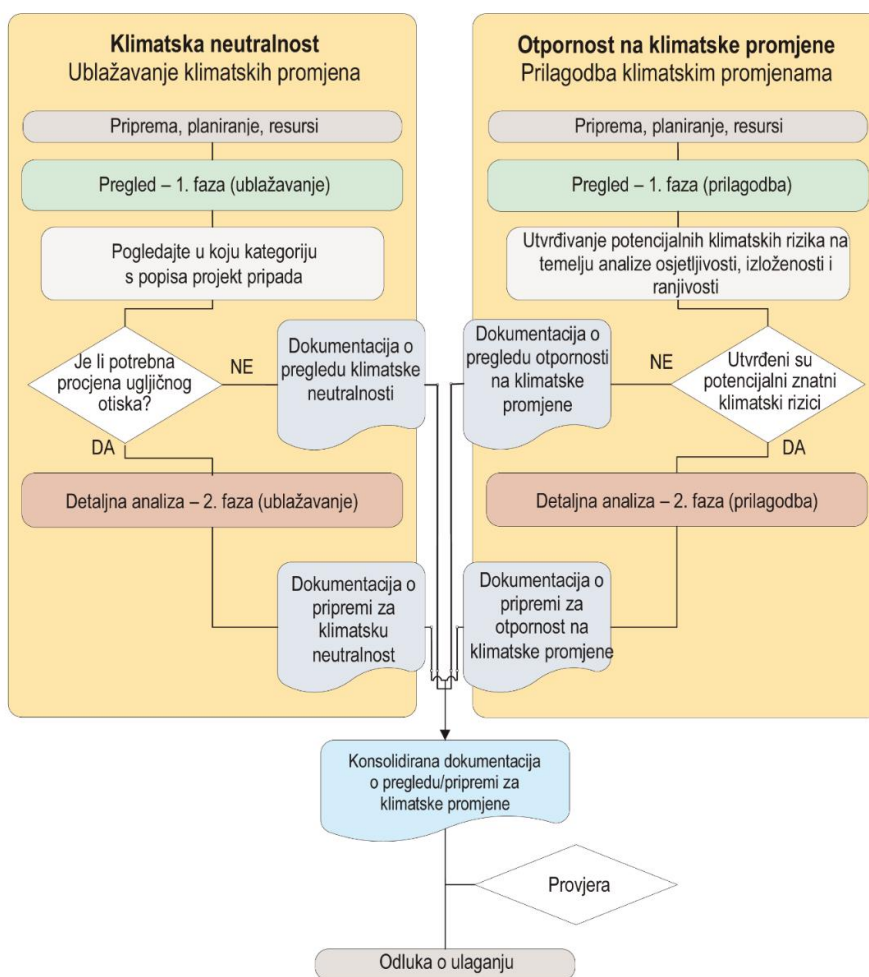 Klimatska neutralnost
Ublažavanje klimatskih promjena
Priprema, planiranje, resursi
Pregled – 1. faza (ublažavanje)
Pogledajte u koju kategoriju
s popisa projekt pripada
Je li potrebna
procjena ugljičnog
otiska?
NE
Dokumentacija o
pregledu klimatske
neutralnosti
DA
Detaljna analiza – 2. faza (ublažavanje)
Dokumentacija o
pripremi za
klimatsku
neutralnost
Otpornost na klimatske promjene
Prilagodba klimatskim promjenama
Priprema, planiranje, resursi
Pregled – 1. faza (prilagodba)
Utvrđivanje potencijalnih klimatskih rizika na
temelju analize osjetljivosti, izloženosti i
ranjivosti
Dokumentacija o
pregledu otpornosti
na klimatske
promjene
NE
Utvrđeni su
potencijalni znatni
klimatski rizici
DA
Detaljna analiza – 2. faza (prilagodba)
Dokumentacija o
pripremi za
otpornost na
klimatske promjene
Konsolidirana dokumentacija
o pregledu/pripremi za
klimatske promjene
Provjera
Odluka o ulaganju